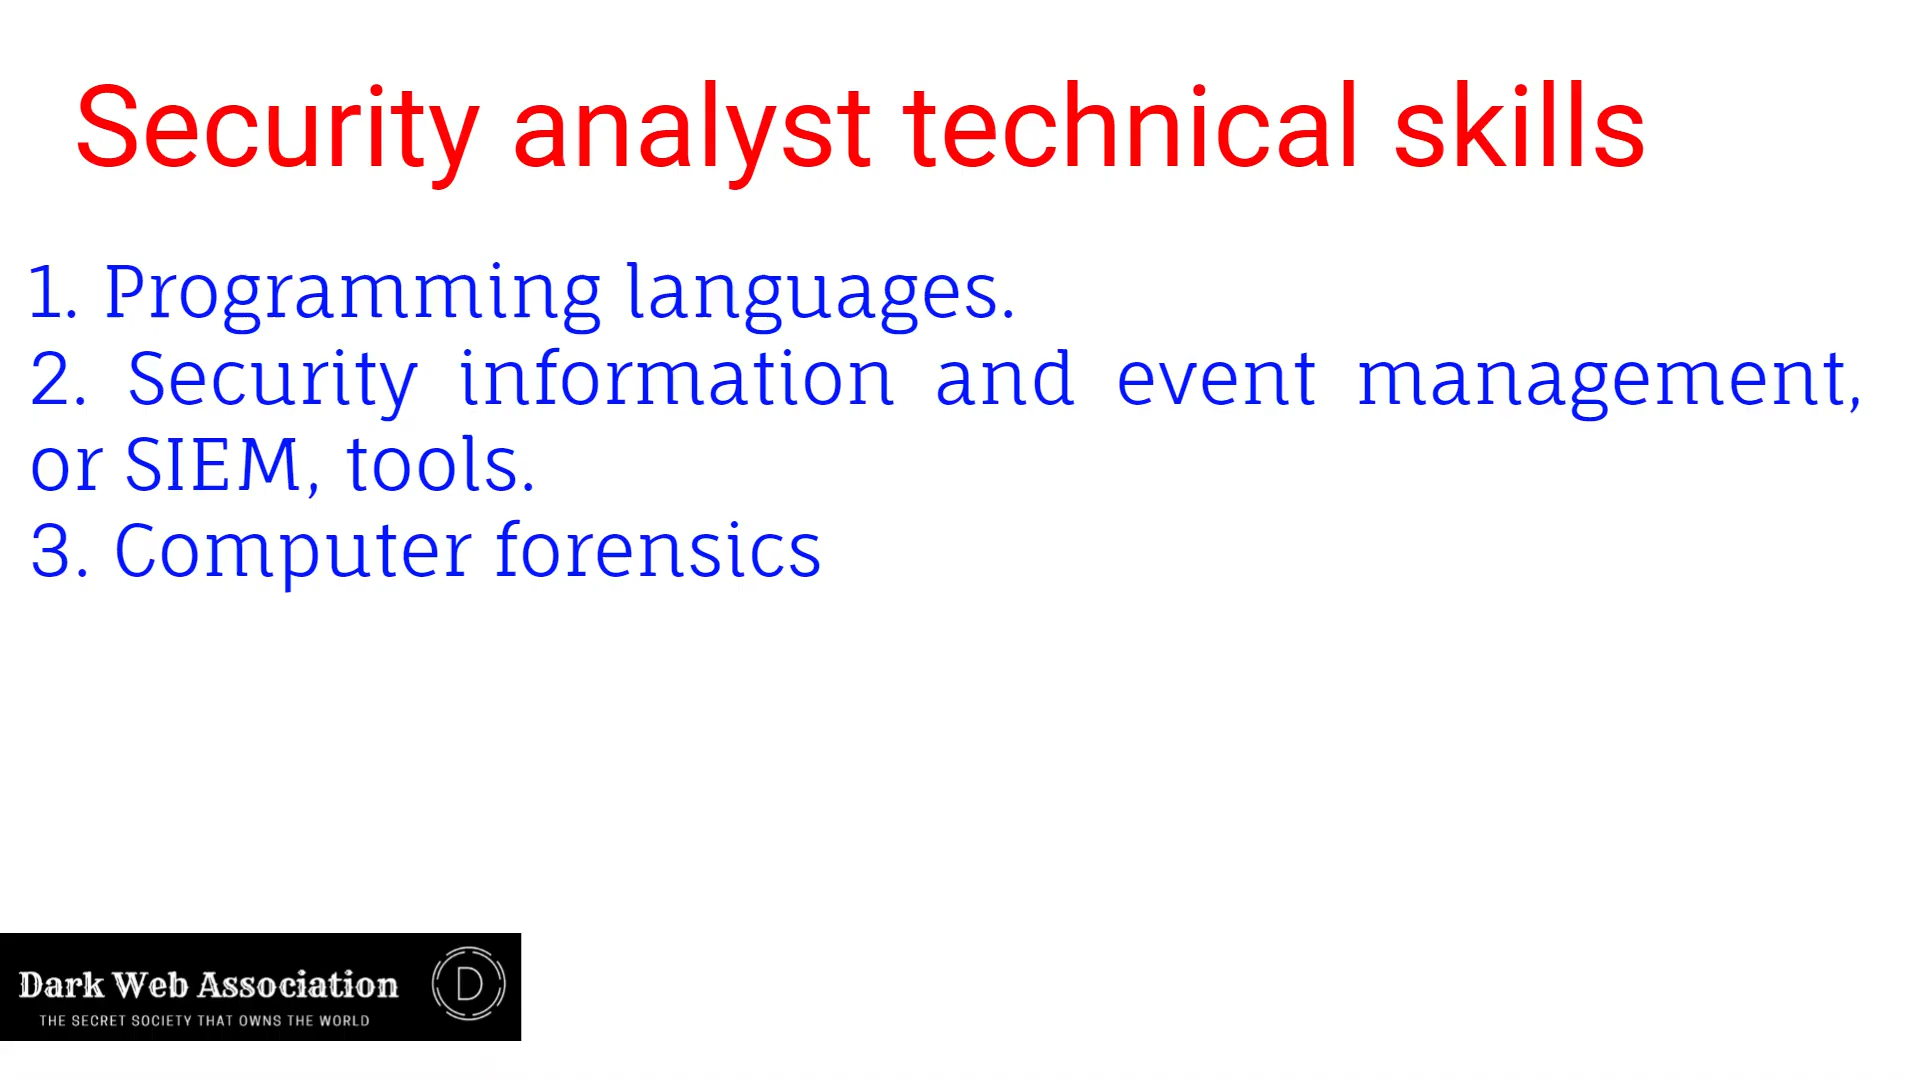 Security analyst technical skills
1. Programming languages.
2. Security information and event management,
or SIEM, tools.
3. Computer forensics
Dark Web Association
D
THE SECRET SOCIETY THAT OWNS THE WORLD